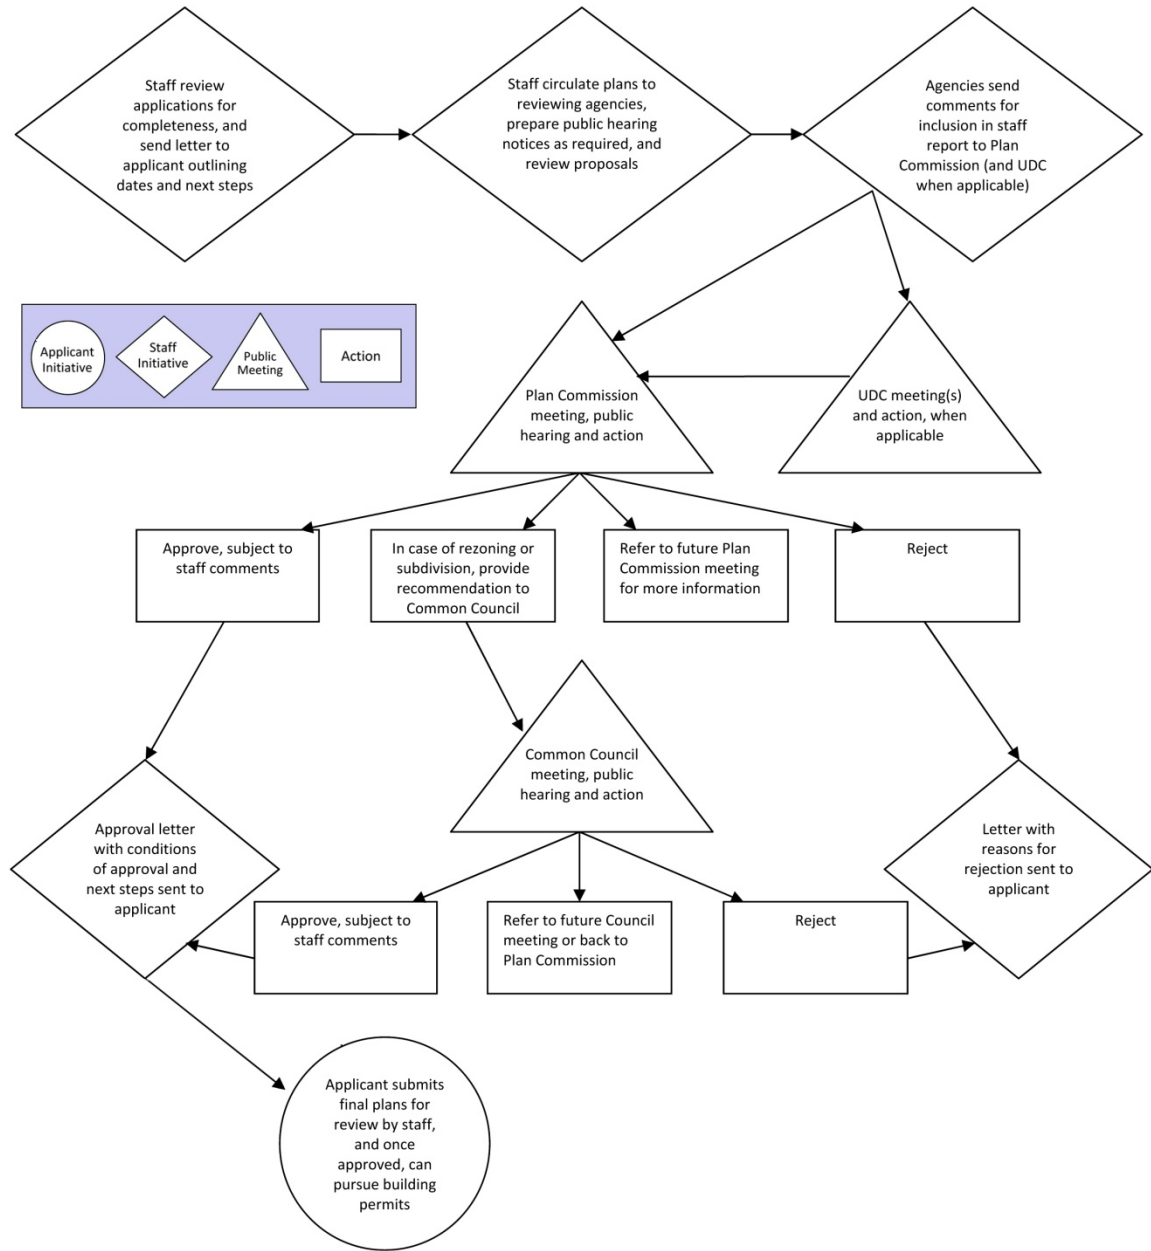 Staff review
applications for
completeness, and
send letter to
applicant outlining
dates and next steps
Staff circulate plans to
reviewing agencies,
prepare public hearing
notices as required, and
review proposals
Agencies send
comments for
inclusion in staff
report to Plan
Commission (and UDC
when applicable)
Applicant
Initiative
Staff
Initiative
Public
Meeting
Action
Plan Commission
meeting, public
hearing and action
UDC meeting(s)
and action, when
applicable
Approve, subject to
staff comments
In case of rezoning or
subdivision, provide
recommendation to
Common Council
Refer to future Plan
Commission meeting
for more information
Reject
Common Council
meeting, public
hearing and action
Approval letter
with conditions
of approval and
next steps sent to
applicant
Letter with
reasons for
rejection sent to
applicant
Approve, subject to
staff comments
Refer to future Council
meeting or back to
Plan Commission
Reject
Applicant submits
final plans for
review by staff,
and once
approved, can
pursue building
permits